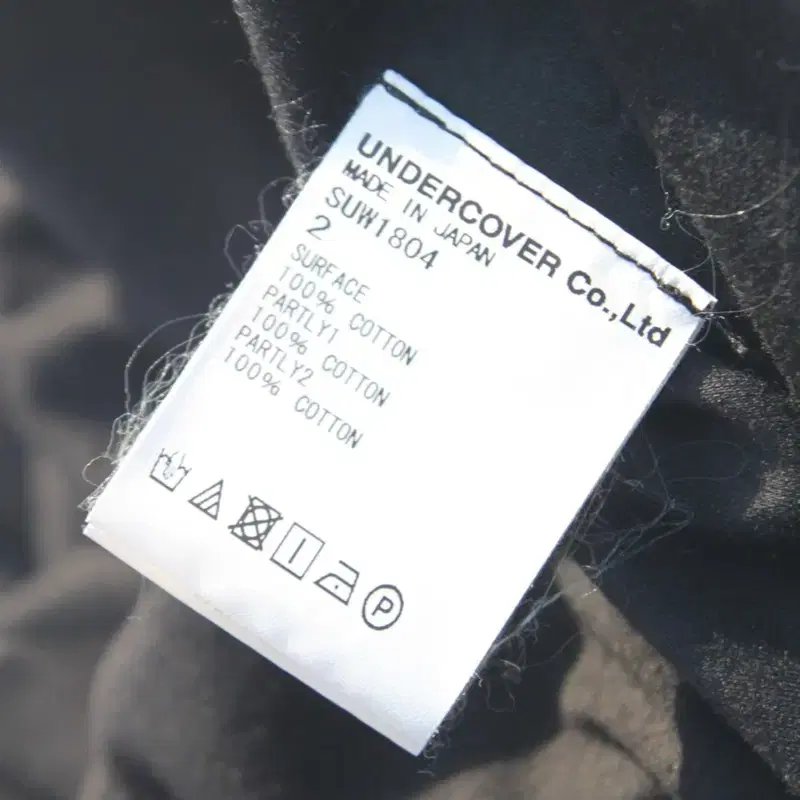 UNDERCOVER Co.,Ltd
MADE IN JAPAN
SUW1804
2
SURFACE
100% COTTON
PARTLY1
100% COTTON
PARTLY2
100% COTTON
P